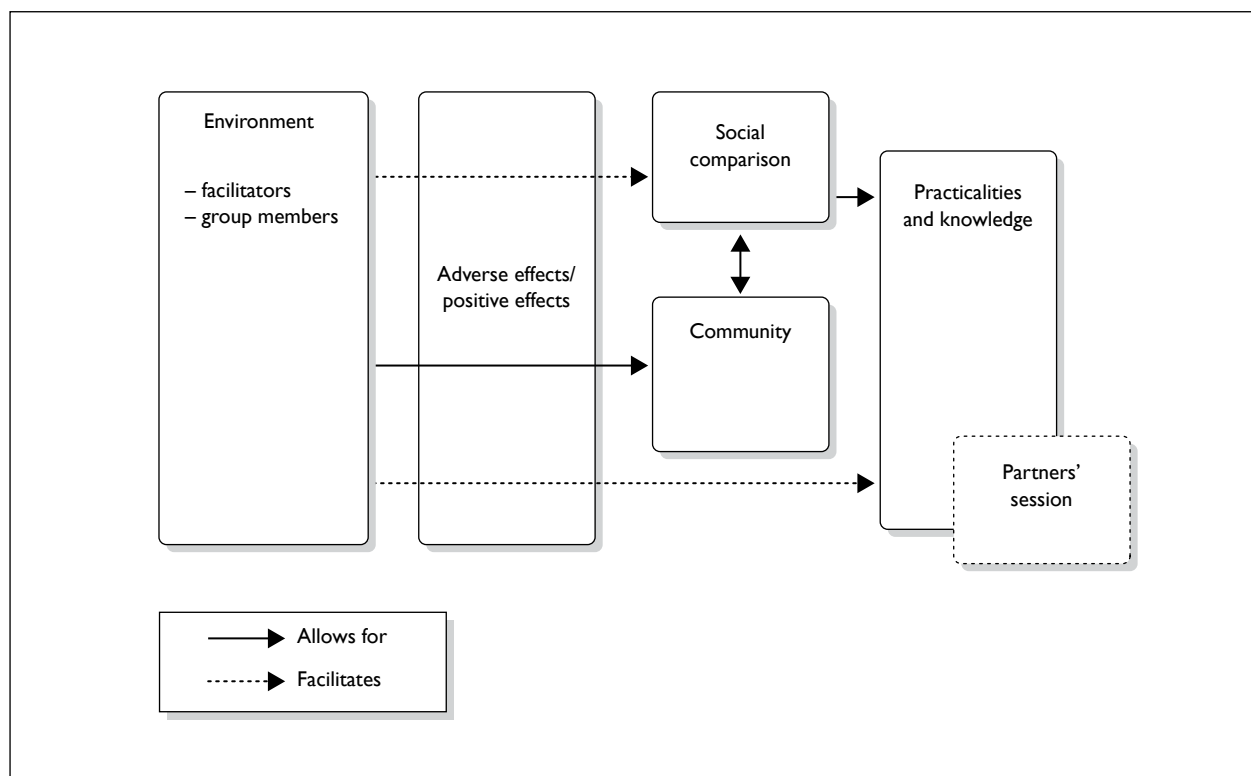 Environment
– facilitators
– group members
Adverse effects/
positive effects
Social
comparison
Community
Practicalities
and knowledge
Partners’
session
Allows for
Facilitates